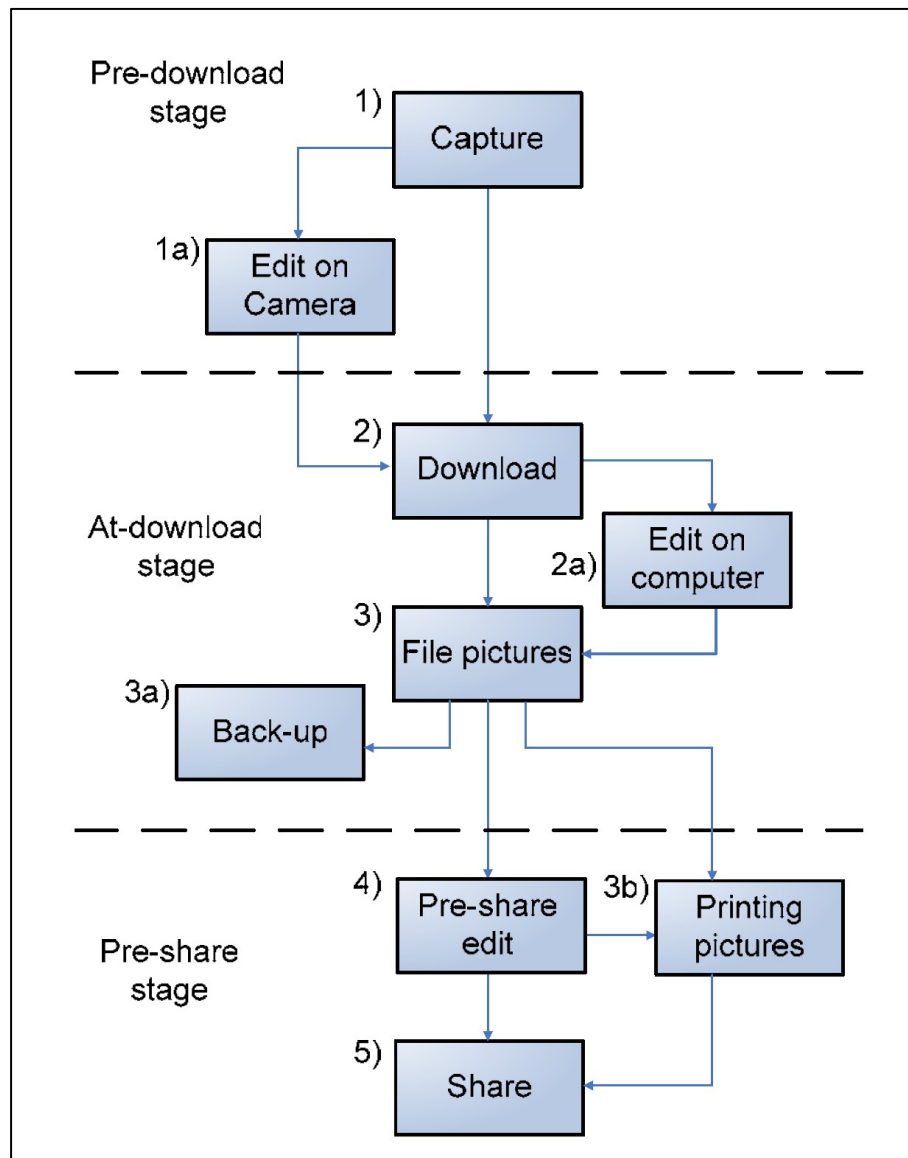 Pre-download
stage
1)
Capture
1a)
Edit on
Camera
2)
Download
At-download
stage
2a)
Edit on
computer
3)
File pictures
3a)
Back-up
4)
Pre-share
edit
3b)
Printing
pictures
Pre-share
stage
5)
Share